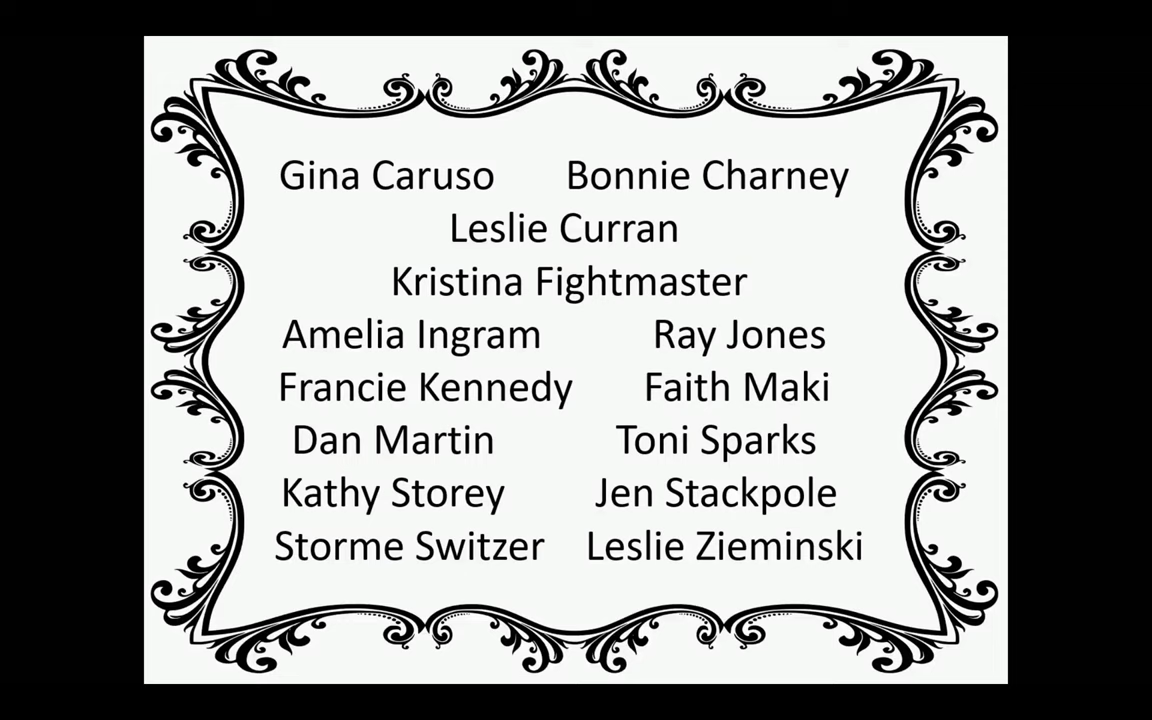 Gina Caruso Bonnie Charney
Leslie Curran
Kristina Fightmaster
Amelia Ingram Ray Jones
Francie Kennedy Faith Maki
Dan Martin Toni Sparks
Kathy Storey Jen Stackpole
Storme Switzer Leslie Zieminski